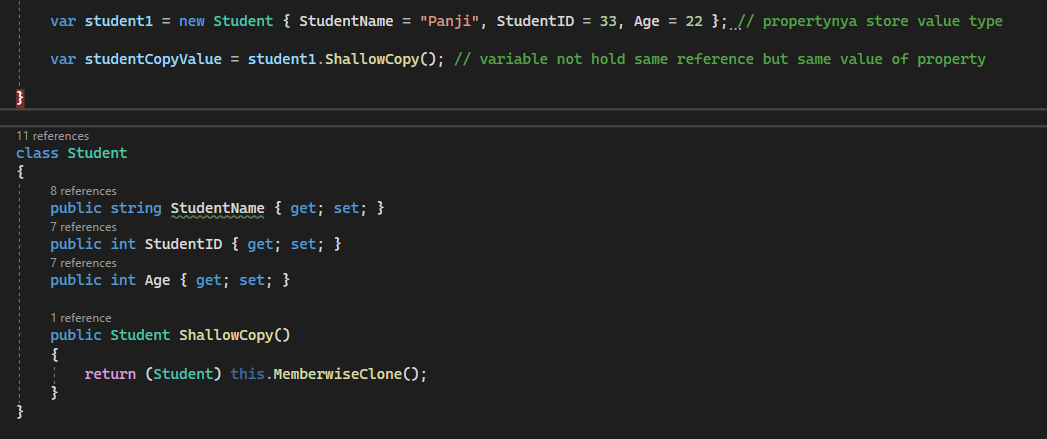 var student1 = new Student { StudentName = "Panji", StudentID = 33, Age = 22 }; // propertynya store value type
var studentCopyValue = student1.ShallowCopy(); // variable not hold same reference but same value of property
}
11 references
class Student
{
8 references
public string StudentName { get; set; }
7 references
public int StudentID { get; set; }
7 references
public int Age { get; set; }
1 reference
public Student ShallowCopy()
{
return (Student) this.MemberwiseClone();
}
}